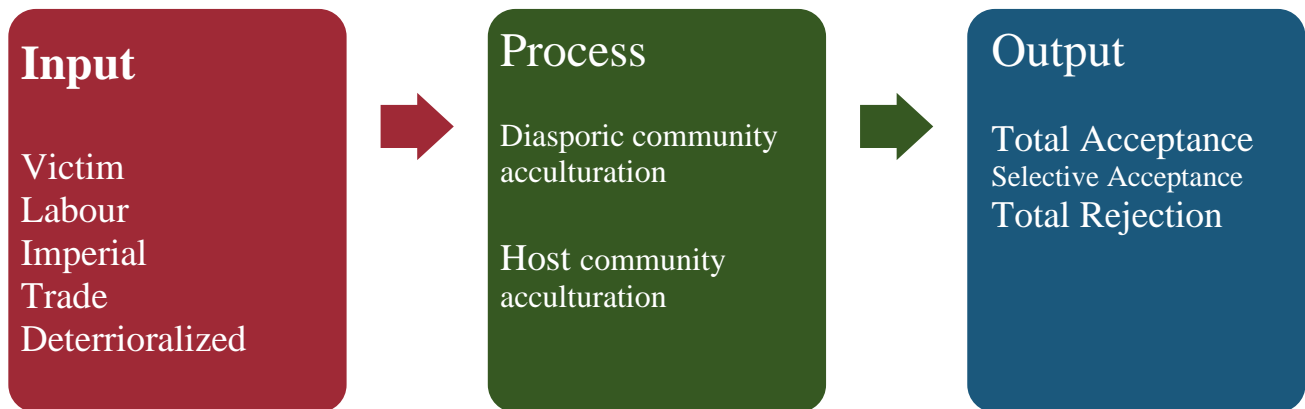 Input
Victim
Labour
Imperial
Trade
Deterrioralized
Process
Diasporic community
acculturation
Host community
acculturation
Output
Total Acceptance
Selective Acceptance
Total Rejection